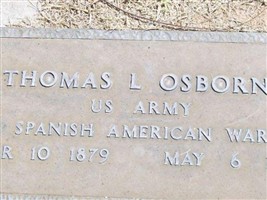 THOMAS L OSBORN
US ARMY
SPANISH AMERICAN WAR
R 10 1879 MAY 6